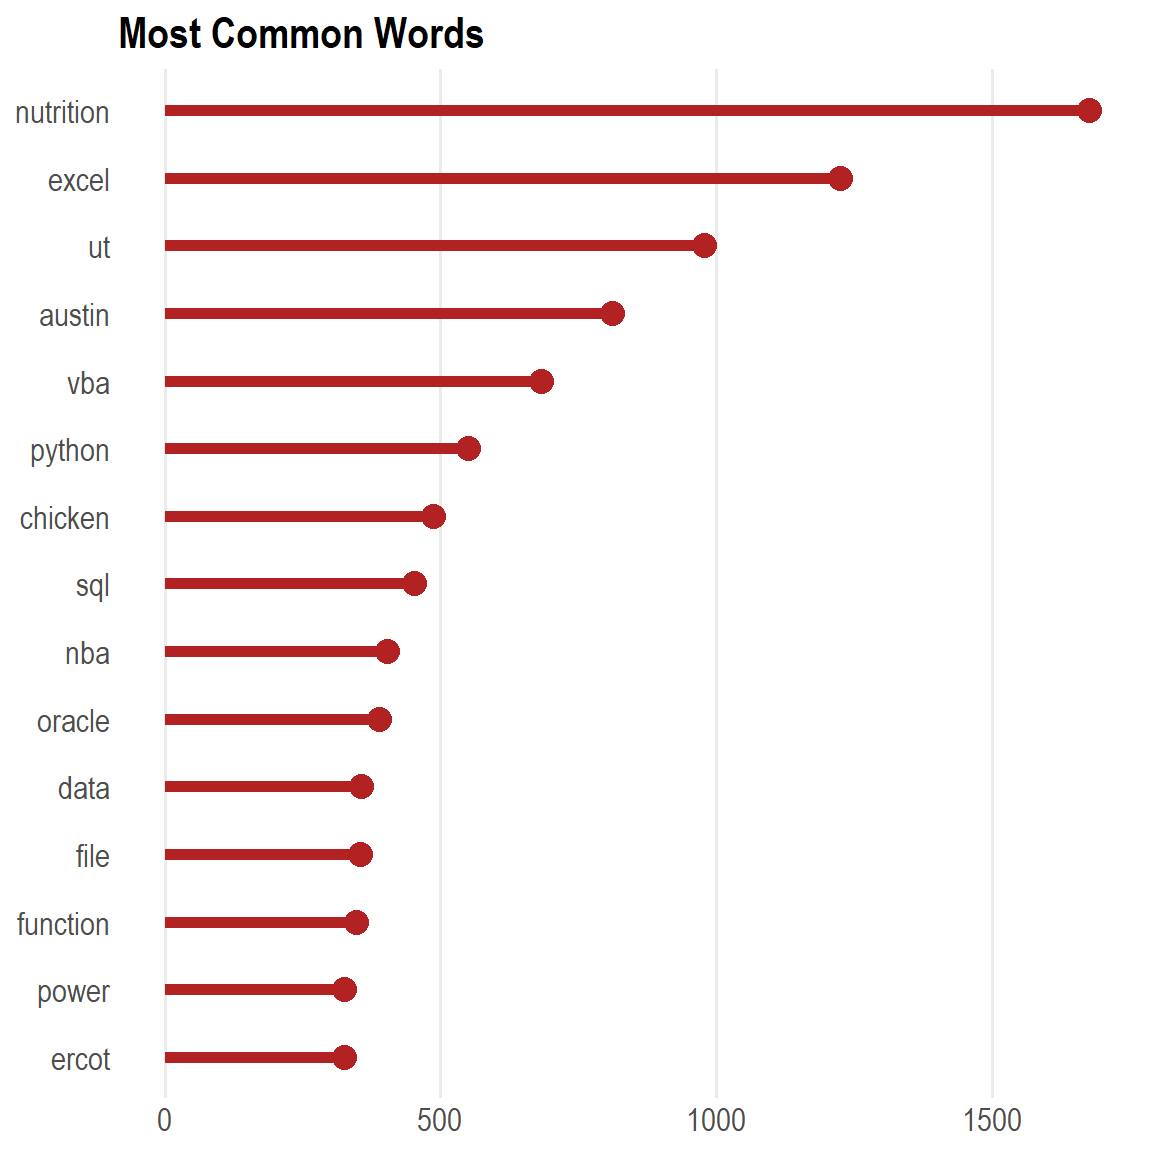 Most Common Words
nutrition
excel
ut
austin
vba
python
chicken
sql
nba
oracle
data
file
function
power
ercot
0 500 1000 1500